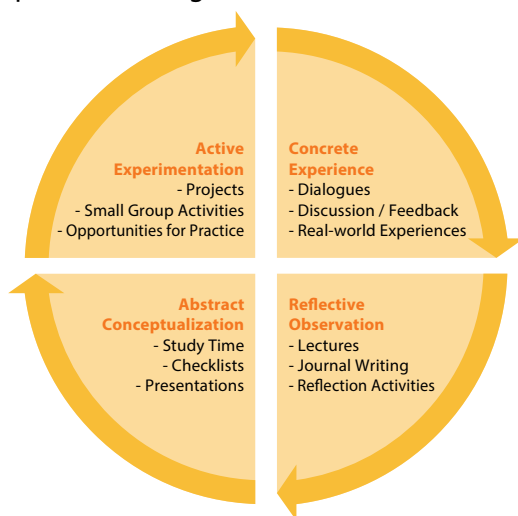 Active
Experimentation
- Projects
- Small Group Activities
- Opportunities for Practice
Concrete
Experience
- Dialogues
- Discussion / Feedback
- Real-world Experiences
Abstract
Conceptualization
- Study Time
- Checklists
- Presentations
Reflective
Observation
- Lectures
- Journal Writing
- Reflection Activities